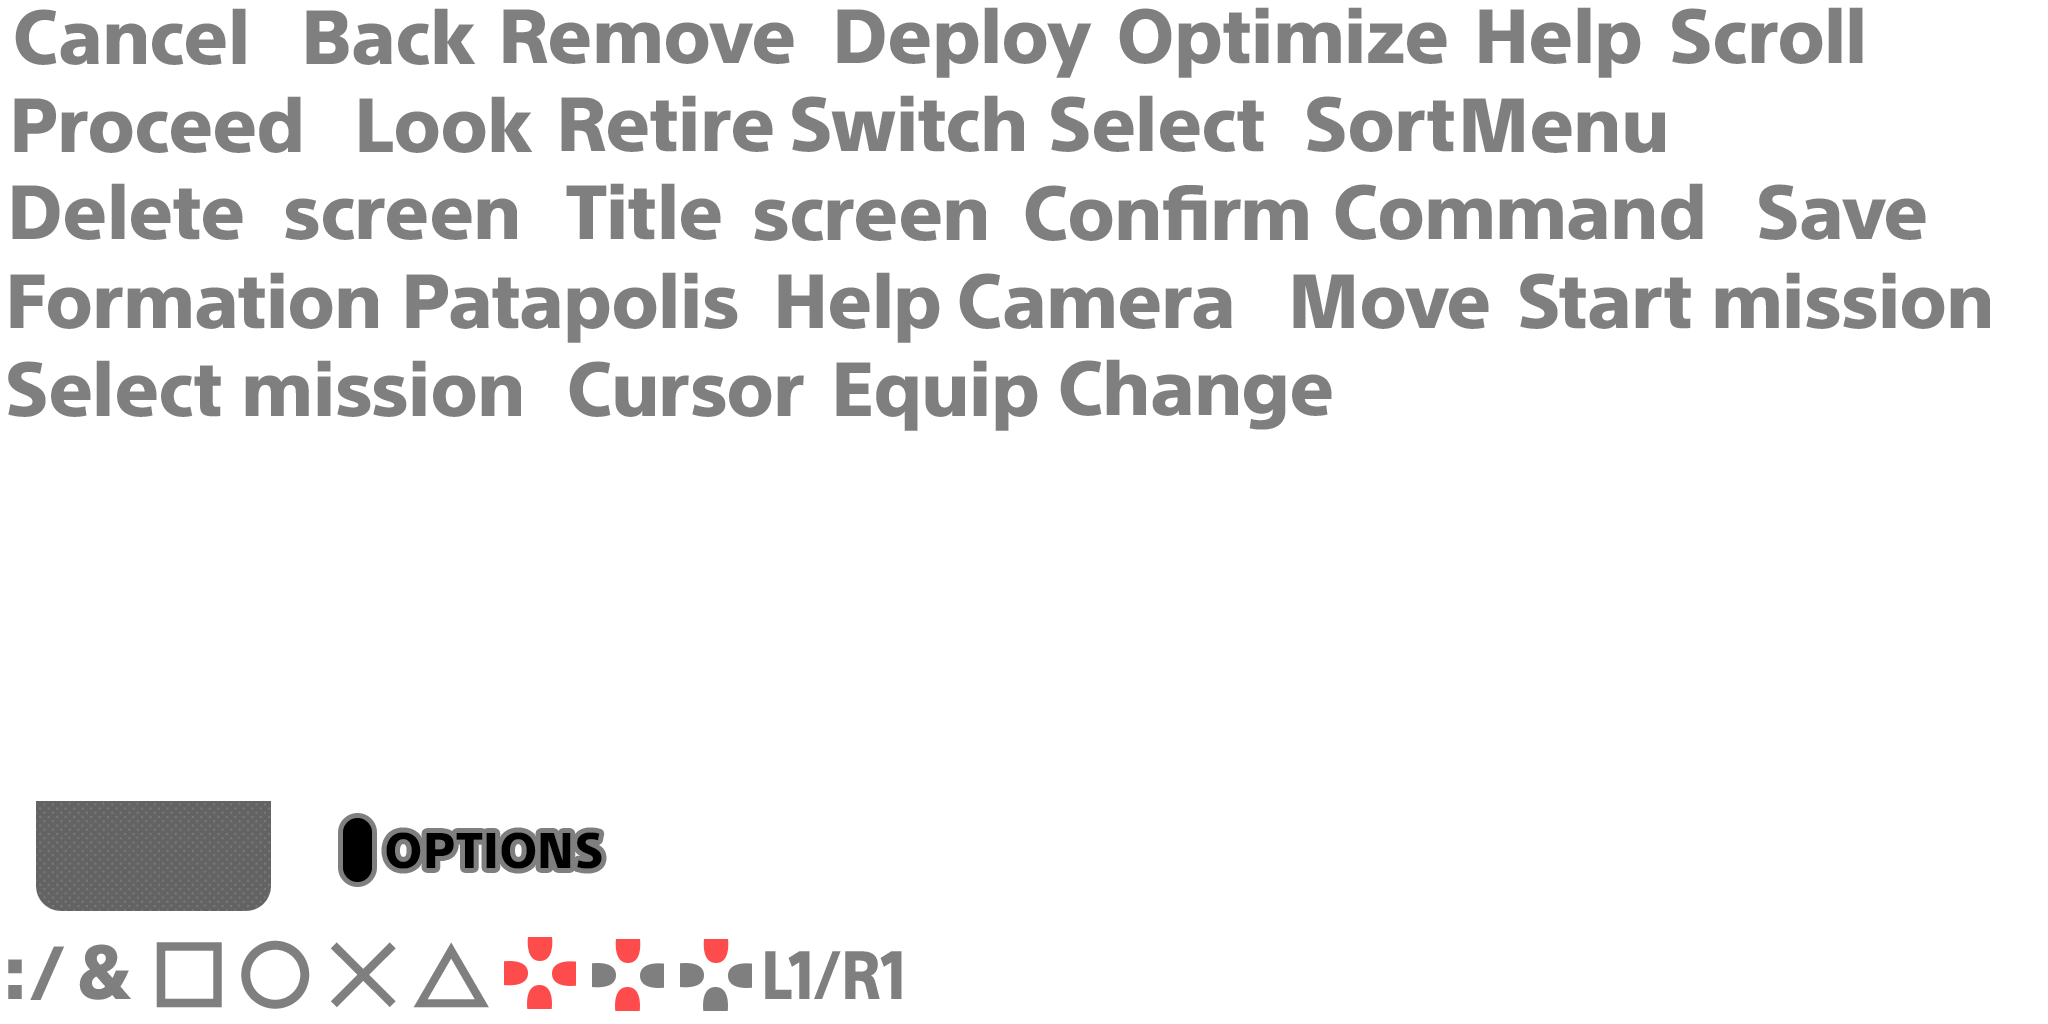 Cancel Back Remove Deploy Optimize Help Scroll
Proceed Look Retire Switch Select Sort Menu
Delete screen Title screen Confirm Command Save
Formation Patapolis Help Camera Move Start mission
Select mission Cursor Equip Change
OPTIONS
:/ & L1/R1